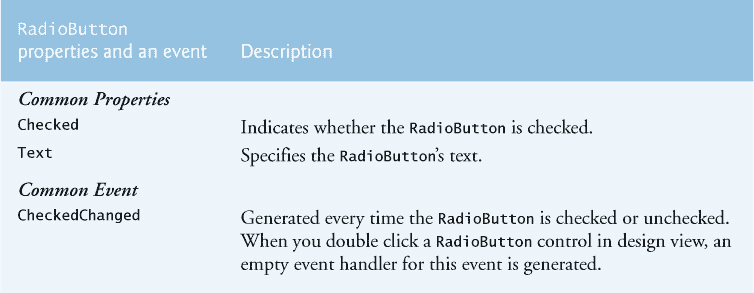 RadioButton
properties and an event Description
Common Properties
Checked Indicates whether the RadioButton is checked.
Text Specifies the RadioButton's text.
Common Event
CheckedChanged Generated every time the RadioButton is checked or unchecked.
When you double click a RadioButton control in design view, an
empty event handler for this event is generated.